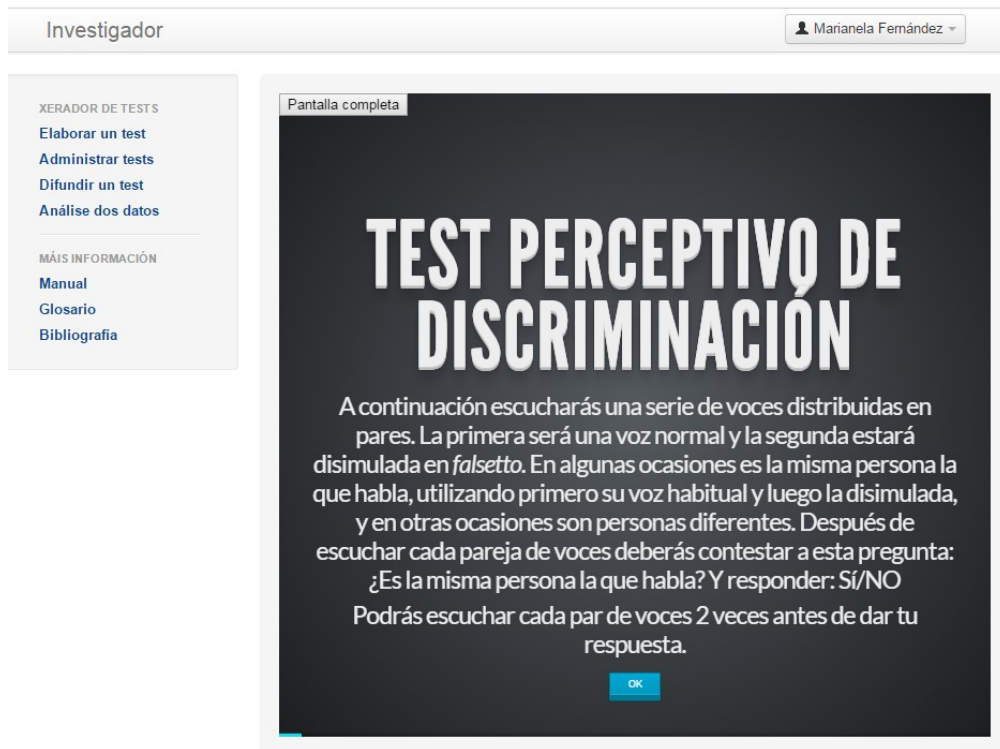 Investigador
Marianela Fernández
XERADOR DE TESTS
Elaborar un test
Administrar tests
Difundir un test
Análise dos datos
MÁIS INFORMACIÓN
Manual
Glosario
Bibliografía
Pantalla completa
TEST PERCEPTIVO DE
DISCRIMINACIÓN
A continuación escucharás una serie de voces distribuidas en
pares. La primera será una voz normal y la segunda estará
disimulada en falsetto. En algunas ocasiones es la misma persona la
que habla, utilizando primero su voz habitual y luego la disimulada,
y en otras ocasiones son personas diferentes. Después de
escuchar cada pareja de voces deberás contestar a esta pregunta:
¿Es la misma persona la que habla? Y responder: Sí/NO
Podrás escuchar cada par de voces 2 veces antes de dar tu
respuesta.
OK